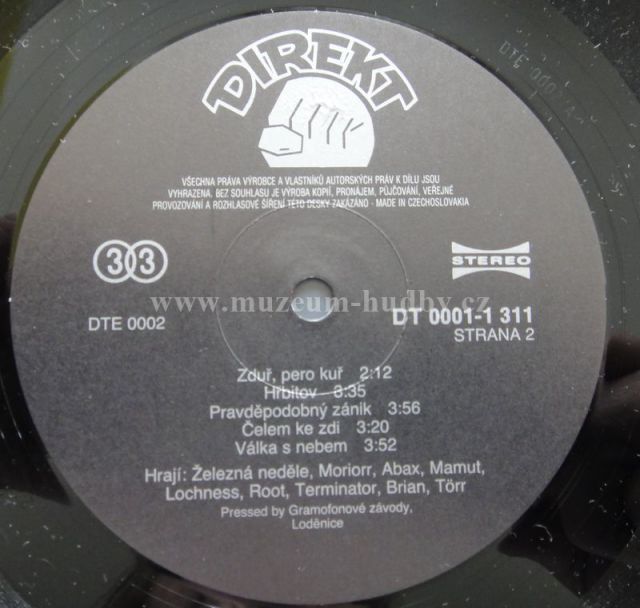 DIREKT
VŠECHNA PRÁVA VÝROBCE A VLASTNÍKŮ AUTORSKÝCH PRÁV K DÍLU JSOU
VYHRAZENA. BEZ SOUHLASU JE VÝROBA KOPIÍ, PRONÁJEM, PŮJČOVÁNÍ, VEŘEJNÉ
PROVOZOVÁNÍ A ROZHLASOVÉ ŠÍŘENÍ TÉTO DESKY ZAKÁZÁNO - MADE IN CZECHOSLOVAKIA
33
STEREO
www.muzeum-hudby.cz
DTE 0002
DT 0001-1 311
STRANA 2
Zduř, pero kuř 2:12
Hrbitov 3:35
Pravděpodobný zánik 3:56
Čelem ke zdi 3:20
Válka s nebem 3:52
Hrají: Železná neděle, Moriorr, Abax, Mamut,
Lochness, Root, Terminator, Brian, Törr
Pressed by Gramofonové závody,
Loděnice